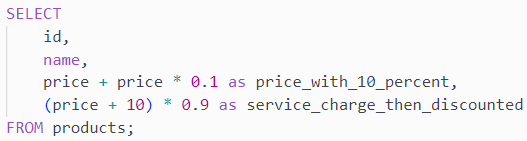 SELECT
    id,
    name,
    price + price * 0.1 as price_with_10_percent,
    (price + 10) * 0.9 as service_charge_then_discounted
FROM products;